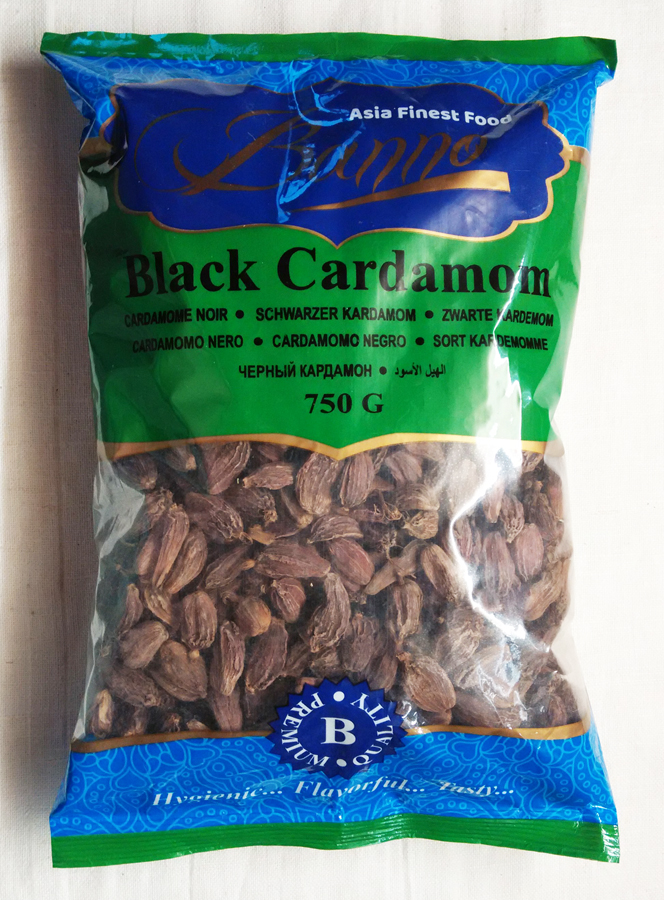 Asia Finest Food
Bunno
Black Cardamom
CARDAMOME NOIR • SCHWARZER KARDAMOM • ZWARTE KARDEMOM
CARDAMOMO NERO • CARDAMOMO NEGRO • SORT KARDEMOMME
ЧЕРНЫЙ КАРДАМОН • الهيل الأسود
750 G
PREMIUM • QUALITY •
B
Hygienic... Flavorful... Tasty...